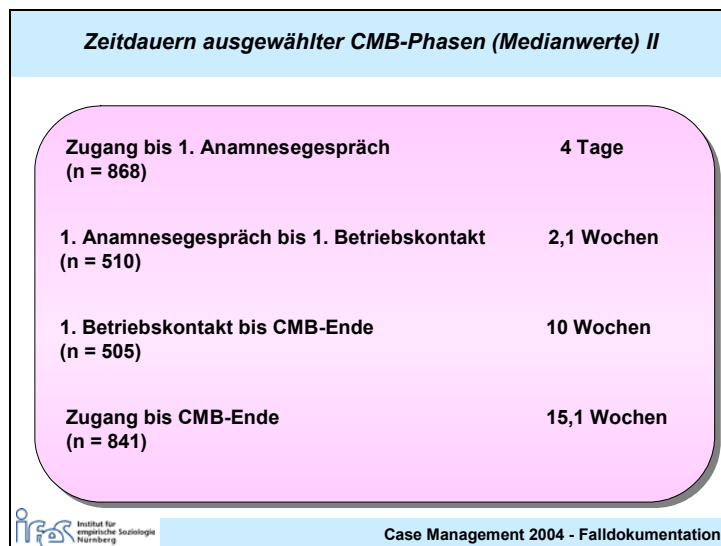 Zeitdauern ausgewählter CMB-Phasen (Medianwerte) II
Zugang bis 1. Anamnesegespräch 4 Tage
(n = 868)
1. Anamnesegespräch bis 1. Betriebskontakt 2,1 Wochen
(n = 510)
1. Betriebskontakt bis CMB-Ende 10 Wochen
(n = 505)
Zugang bis CMB-Ende 15,1 Wochen
(n = 841)
ifes Institut für
empirische Soziologie
Nürnberg
Case Management 2004 - Falldokumentation